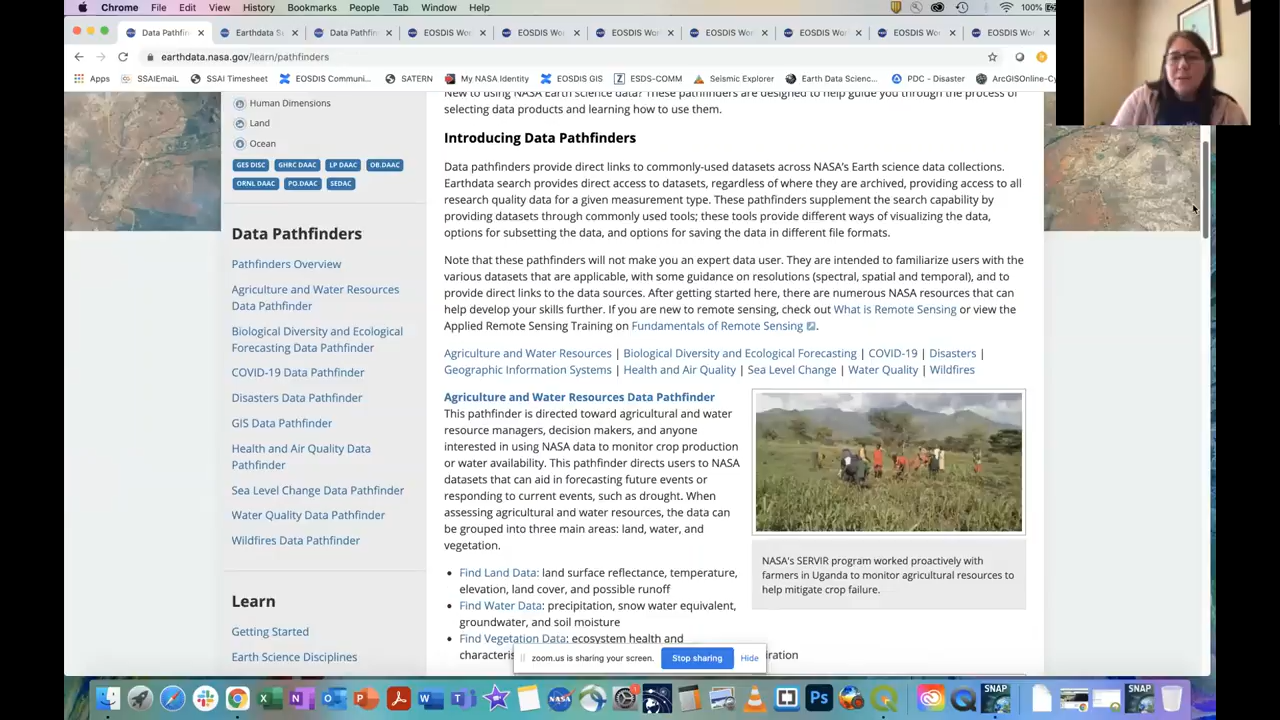 Chrome File Edit View History Bookmarks People Tab Window Help 100%
Data Pathfin Earthdata S Data Pathfin EOSDIS Wo EOSDIS Wo EOSDIS Wo EOSDIS Wo EOSDIS Wo EOSDIS Wo EOSDIS Wo
earthdata.nasa.gov/learn/pathfinders
Apps SSAIEmaiL SSAI Timesheet EOSDIS Communi... SATERN My NASA Identity EOSDIS GIS ESDS-COMM Seismic Explorer Earth Data Scienc... PDC - Disaster ArcGISOnline-Cy
Human Dimensions
Land
Ocean
GES DISC GHRC DAAC LP DAAC OB.DAAC
ORNL DAAC PO.DAAC SEDAC
Data Pathfinders
Pathfinders Overview
Agriculture and Water Resources
Data Pathfinder
Biological Diversity and Ecological
Forecasting Data Pathfinder
COVID-19 Data Pathfinder
Disasters Data Pathfinder
GIS Data Pathfinder
Health and Air Quality Data
Pathfinder
Sea Level Change Data Pathfinder
Water Quality Data Pathfinder
Wildfires Data Pathfinder
Learn
Getting Started
Earth Science Disciplines
New to using NASA Earth science data? These pathfinders are designed to help guide you through the process of
selecting data products and learning how to use them.
Introducing Data Pathfinders
Data pathfinders provide direct links to commonly-used datasets across NASA's Earth science data collections.
Earthdata search provides direct access to datasets, regardless of where they are archived, providing access to all
research quality data for a given measurement type. These pathfinders supplement the search capability by
providing datasets through commonly used tools; these tools provide different ways of visualizing the data,
options for subsetting the data, and options for saving the data in different file formats.
Note that these pathfinders will not make you an expert data user. They are intended to familiarize users with the
various datasets that are applicable, with some guidance on resolutions (spectral, spatial and temporal), and to
provide direct links to the data sources. After getting started here, there are numerous NASA resources that can
help develop your skills further. If you are new to remote sensing, check out What is Remote Sensing or view the
Applied Remote Sensing Training on Fundamentals of Remote Sensing.
Agriculture and Water Resources | Biological Diversity and Ecological Forecasting | COVID-19 | Disasters |
Geographic Information Systems | Health and Air Quality | Sea Level Change | Water Quality | Wildfires
Agriculture and Water Resources Data Pathfinder
This pathfinder is directed toward agricultural and water
resource managers, decision makers, and anyone
interested in using NASA data to monitor crop production
or water availability. This pathfinder directs users to NASA
datasets that can aid in forecasting future events or
responding to current events, such as drought. When
assessing agricultural and water resources, the data can
be grouped into three main areas: land, water, and
vegetation.
Find Land Data: land surface reflectance, temperature,
elevation, land cover, and possible runoff
Find Water Data: precipitation, snow water equivalent,
groundwater, and soil moisture
Find Vegetation Data: ecosystem health and
characteris iration
NASA's SERVIR program worked proactively with
farmers in Uganda to monitor agricultural resources to
help mitigate crop failure.
zoom.us is sharing your screen. Stop sharing Hide
SNAP SNAP